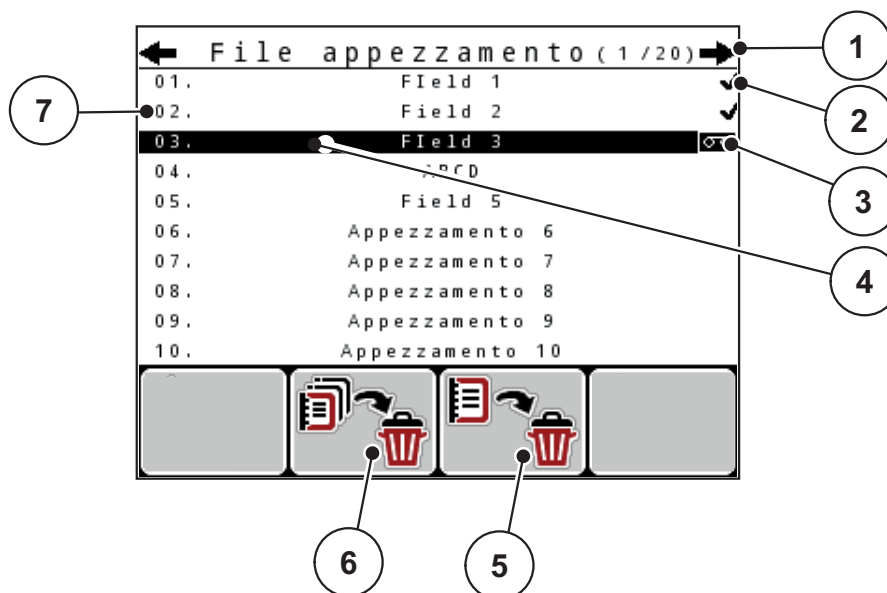 File appezzamento(1/20)
01. FIeld 1
02. Field 2
03. FIeld 3
04. ABCD
05. Field 5
06. Appezzamento 6
07. Appezzamento 7
08. Appezzamento 8
09. Appezzamento 9
10. Appezzamento 10
1
2
3
4
5
6
7